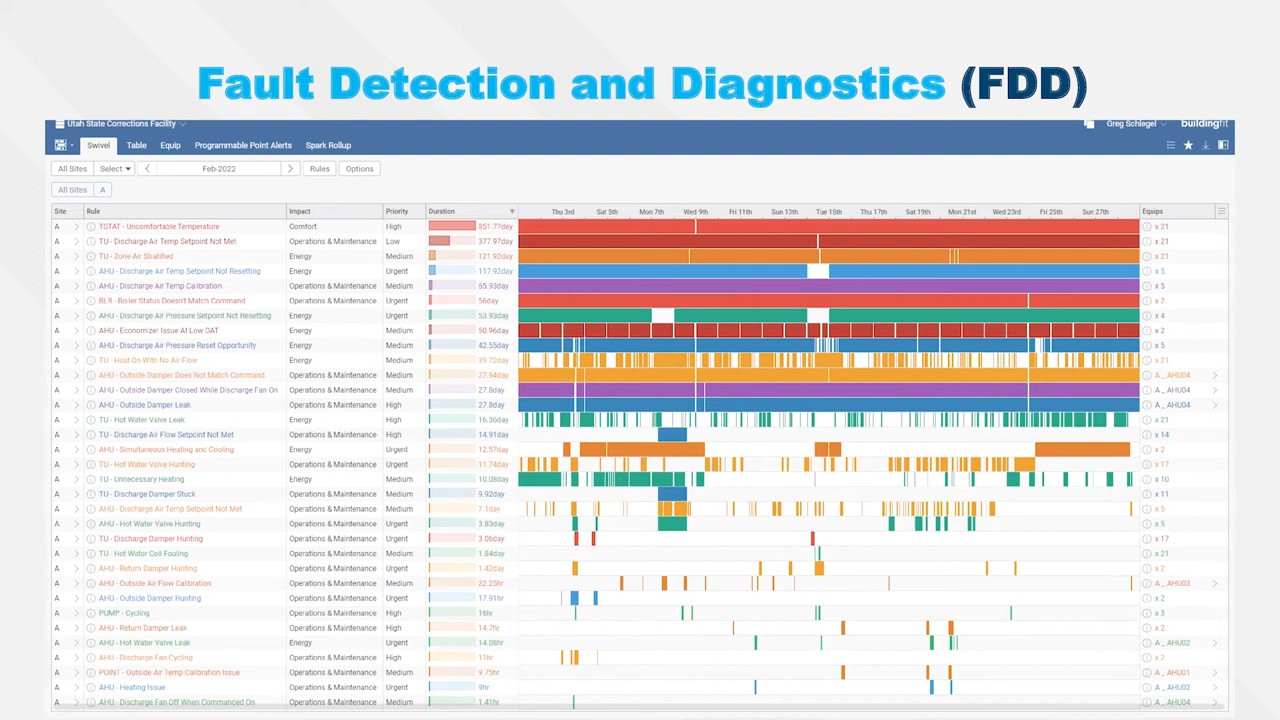 Fault Detection and Diagnostics (FDD)
Utah State Corrections Facility Greg Schlegel buildingfit
Swivel Table Equip Programmable Point Alerts Spark Rollup
All Sites Select Feb-2022 Rules Options
All Sites A
Site Rule Impact Priority Duration Thu 3rd Sat 5th Mon 7th Wed 9th Fri 11th Sun 13th Tue 15th Thu 17th Sat 19th Mon 21st Wed 23rd Fri 25th Sun 27th Equips
A TSTAT - Uncomfortable Temperature Comfort High 851.77day x 21
A TU - Discharge Air Temp Setpoint Not Met Operations & Maintenance Low 377.97day x 21
A TU - Zone Air Stratified Energy Medium 121.92day x 21
A AHU - Discharge Air Temp Setpoint Not Resetting Energy Urgent 117.92day x 5
A AHU - Discharge Air Temp Calibration Operations & Maintenance Medium 65.93day x 5
A BLR - Boiler Status Doesn't Match Command Operations & Maintenance Urgent 56day x 2
A AHU - Discharge Air Pressure Setpoint Not Resetting Energy Urgent 53.93day x 4
A AHU - Economizer Issue At Low OAT Energy Medium 50.96day x 2
A AHU - Discharge Air Pressure Reset Opportunity Energy Medium 42.55day x 5
A TU - Heat On With No Air Flow Energy Medium 39.72day x 21
A AHU - Outside Damper Does Not Match Command Operations & Maintenance Medium 27.94day A _ AHU04
A AHU - Outside Damper Closed While Discharge Fan On Operations & Maintenance Medium 27.8day A _ AHU04
A AHU - Outside Damper Leak Operations & Maintenance High 27.8day A _ AHU04
A TU - Hot Water Valve Leak Energy High 16.36day x 21
A TU - Discharge Air Flow Setpoint Not Met Operations & Maintenance High 14.91day x 14
A AHU - Simultaneous Heating and Cooling Energy Urgent 12.57day x 2
A TU - Hot Water Valve Hunting Operations & Maintenance Urgent 11.74day x 17
A TU - Unnecessary Heating Energy Medium 10.08day x 10
A TU - Discharge Damper Stuck Operations & Maintenance Medium 9.92day x 11
A AHU - Discharge Air Temp Setpoint Not Met Operations & Maintenance Medium 7.1day x 5
A AHU - Hot Water Valve Hunting Operations & Maintenance Urgent 3.83day x 5
A TU - Discharge Damper Hunting Operations & Maintenance Urgent 3.06day x 17
A TU - Hot Water Coil Fouling Operations & Maintenance Medium 1.84day x 21
A AHU - Return Damper Hunting Operations & Maintenance Urgent 1.42day x 2
A AHU - Outside Air Flow Calibration Operations & Maintenance Medium 22.25hr A _ AHU03
A AHU - Outside Damper Hunting Operations & Maintenance Urgent 17.91hr x 2
A PUMP - Cycling Operations & Maintenance High 16hr x 3
A AHU - Return Damper Leak Operations & Maintenance High 14.7hr x 2
A AHU - Hot Water Valve Leak Energy Urgent 14.08hr A _ AHU02
A AHU - Discharge Fan Cycling Operations & Maintenance High 11hr x 2
A POINT - Outside Air Temp Calibration Issue Operations & Maintenance Medium 9.75hr A _ AHU01
A AHU - Heating Issue Operations & Maintenance Urgent 9hr A _ AHU02
A AHU - Discharge Fan Off When Commanded On Operations & Maintenance Medium 1.41hr A _ AHU04